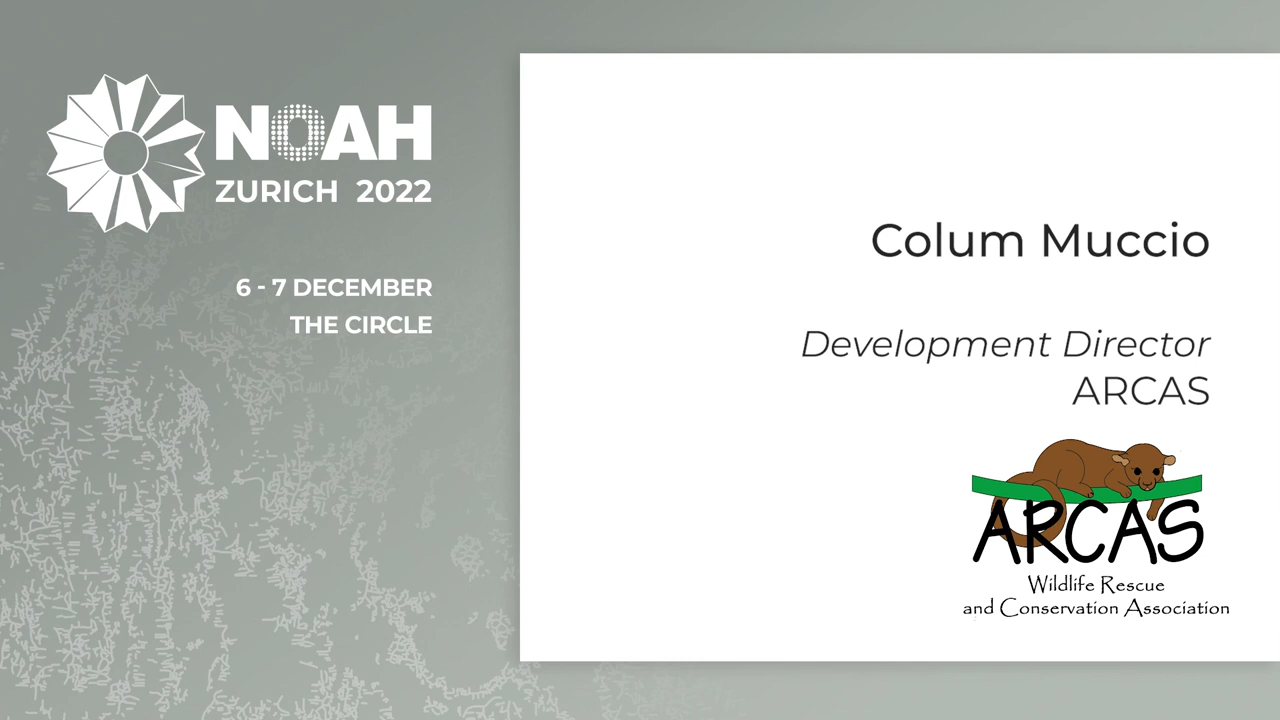 NOAH
ZURICH 2022
6 - 7 DECEMBER
THE CIRCLE
Colum Muccio
Development Director
ARCAS
ARCAS
Wildlife Rescue
and Conservation Association